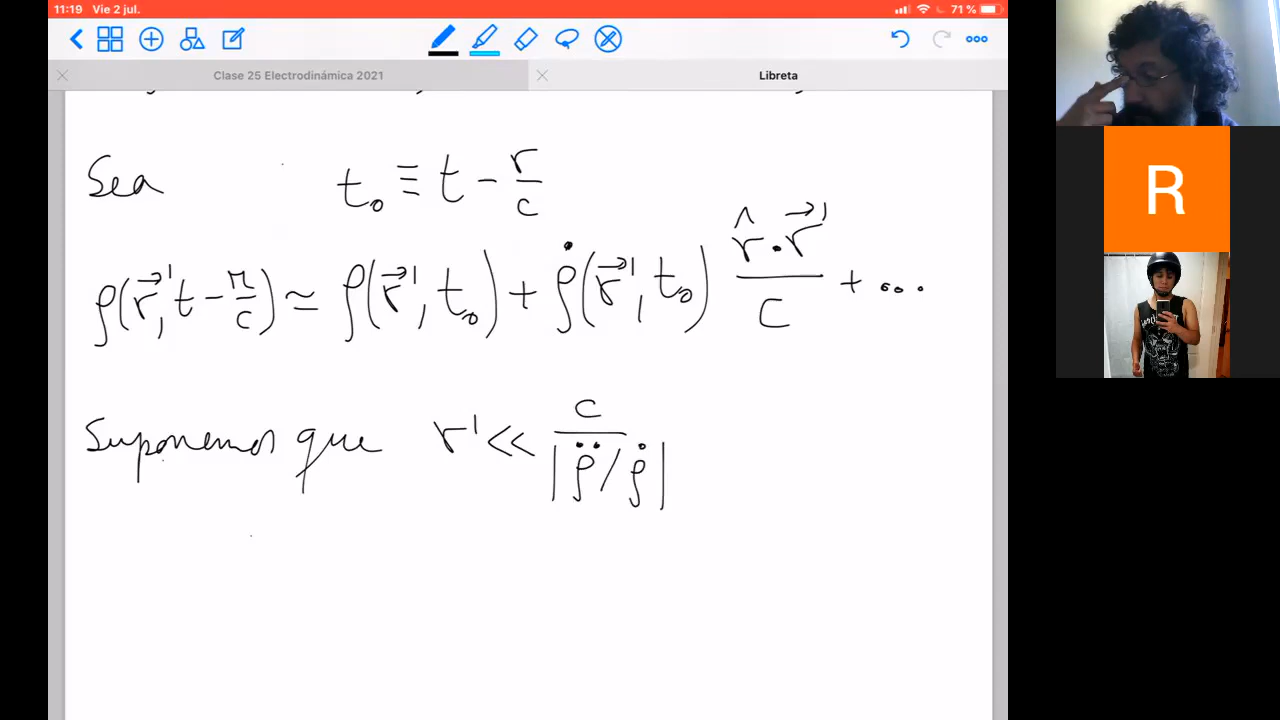 11:19 Vie 2 jul. 71 %
Clase 25 Electrodinámica 2021
Libreta
Sea t₀ ≡ t - r/c
ρ(r⃗', t - 𝓇/c) ≃ ρ(r⃗', t₀) + ρ̇(r⃗', t₀) (r̂ · r⃗')/c + ...
Suponemos que r' << c/|ρ̈/ρ̇|
R